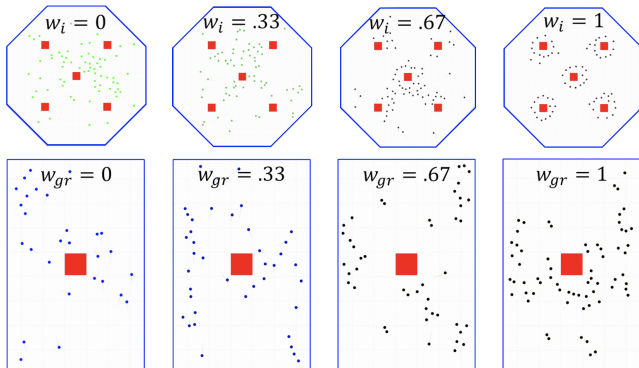 w_i = 0
w_i = .33
w_i = .67
w_i = 1
w_gr = 0
w_gr = .33
w_gr = .67
w_gr = 1